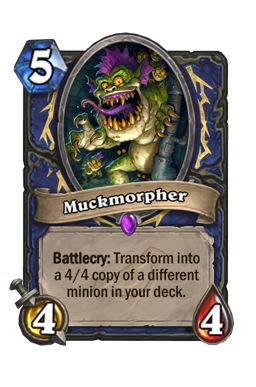 5
Muckmorpher
Battlecry: Transform into
a 4/4 copy of a different
minion in your deck.
4
4